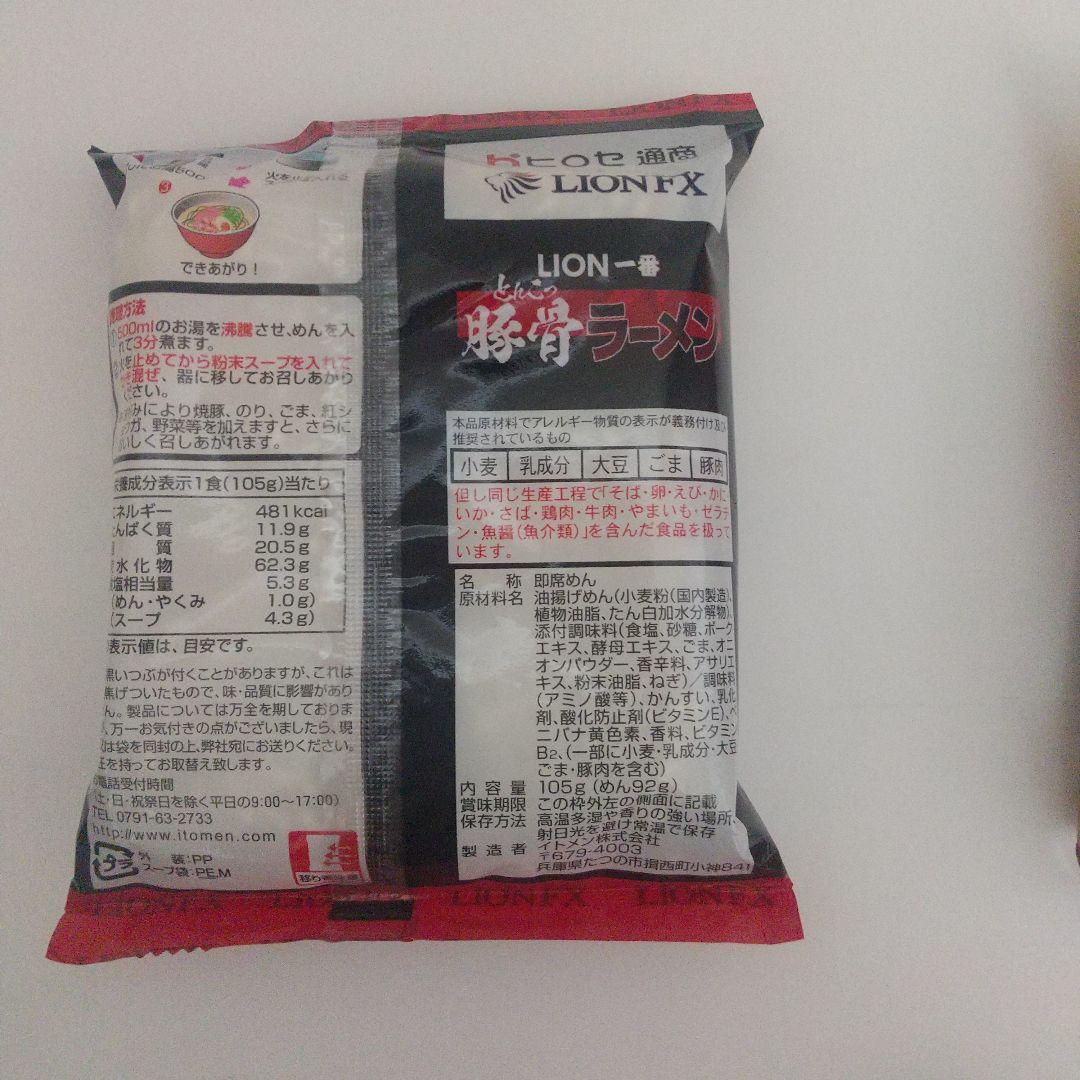 火を止め入れる
3
できあがり！
方法
500mlのお湯を沸騰させ、めんを入
れて3分煮ます。
を止めてから粉末スープを入れて
混ぜ、器に移してお召しあがり
ください。
みにより焼豚、のり、ごま、紅シ
ガ、野菜等を加えますと、さらに
いしく召しあがれます。
養成分表示1食(105g)当たり
エネルギー 481kcal
たんぱく質 11.9g
質 20.5g
水化物 62.3g
塩相当量 5.3g
(めん・やくみ 1.0g)
(スープ 4.3g)
表示値は、目安です。
黒いつぶが付くことがありますが、これは
焦げついたもので、味・品質に影響があり
ん。製品については万全を期しておりま
、万一お気付きの点がございましたら、現
は袋を同封の上、弊社宛にお送りください。
を持ってお取替え致します。
電話受付時間
土・日・祝祭日を除く平日の9:00〜17:00)
TEL 0791-63-2733
http://www.itomen.com
プラ
外 装:PP
スープ袋:PE,M
ヒロセ通商
LION FX
LION 一番
とんこつ
豚骨ラーメン
本品原材料でアレルギー物質の表示が義務付け及び
推奨されているもの
小麦 乳成分 大豆 ごま 豚肉
但し同じ生産工程で「そば・卵・えび・かに
いか・さば・鶏肉・牛肉・やまいも・ゼラチ
ン・魚醤(魚介類)」を含んだ食品を扱って
います。
名 称 即席めん
原材料名 油揚げめん(小麦粉(国内製造)、
植物油脂、たん白加水分解物)、
添付調味料(食塩、砂糖、ポーク
エキス、酵母エキス、ごま、オニ
オンパウダー、香辛料、アサリエ
キス、粉末油脂、ねぎ)／調味料
(アミノ酸等)、かんすい、乳化
剤、酸化防止剤(ビタミンE)、ベ
ニバナ黄色素、香料、ビタミン
B2、(一部に小麦・乳成分・大豆
ごま・豚肉を含む)
内容量 105g(めん92g)
賞味期限 この枠外左の側面に記載
保存方法 高温多湿や香りの強い場所、
射日光を避け常温で保存
製造者 イトメン株式会社
〒679-4003
兵庫県たつの市揖西町小神841
LION FX LION FX LION FX LION FX